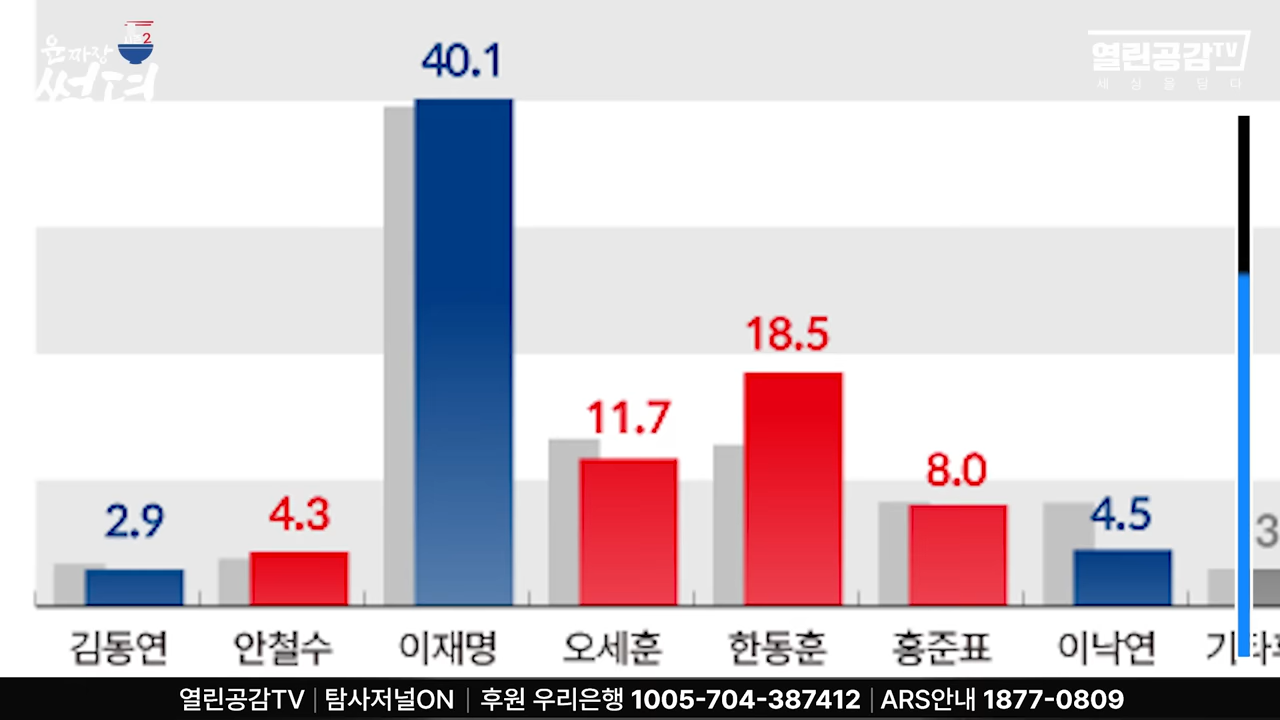 윤짜장
썰뎐
2
열린공감TV
세상을담다
40.1
18.5
11.7
8.0
2.9
4.3
4.5
3
김동연
안철수
이재명
오세훈
한동훈
홍준표
이낙연
열린공감TV | 탐사저널ON | 후원 우리은행 1005-704-387412 | ARS안내 1877-0809